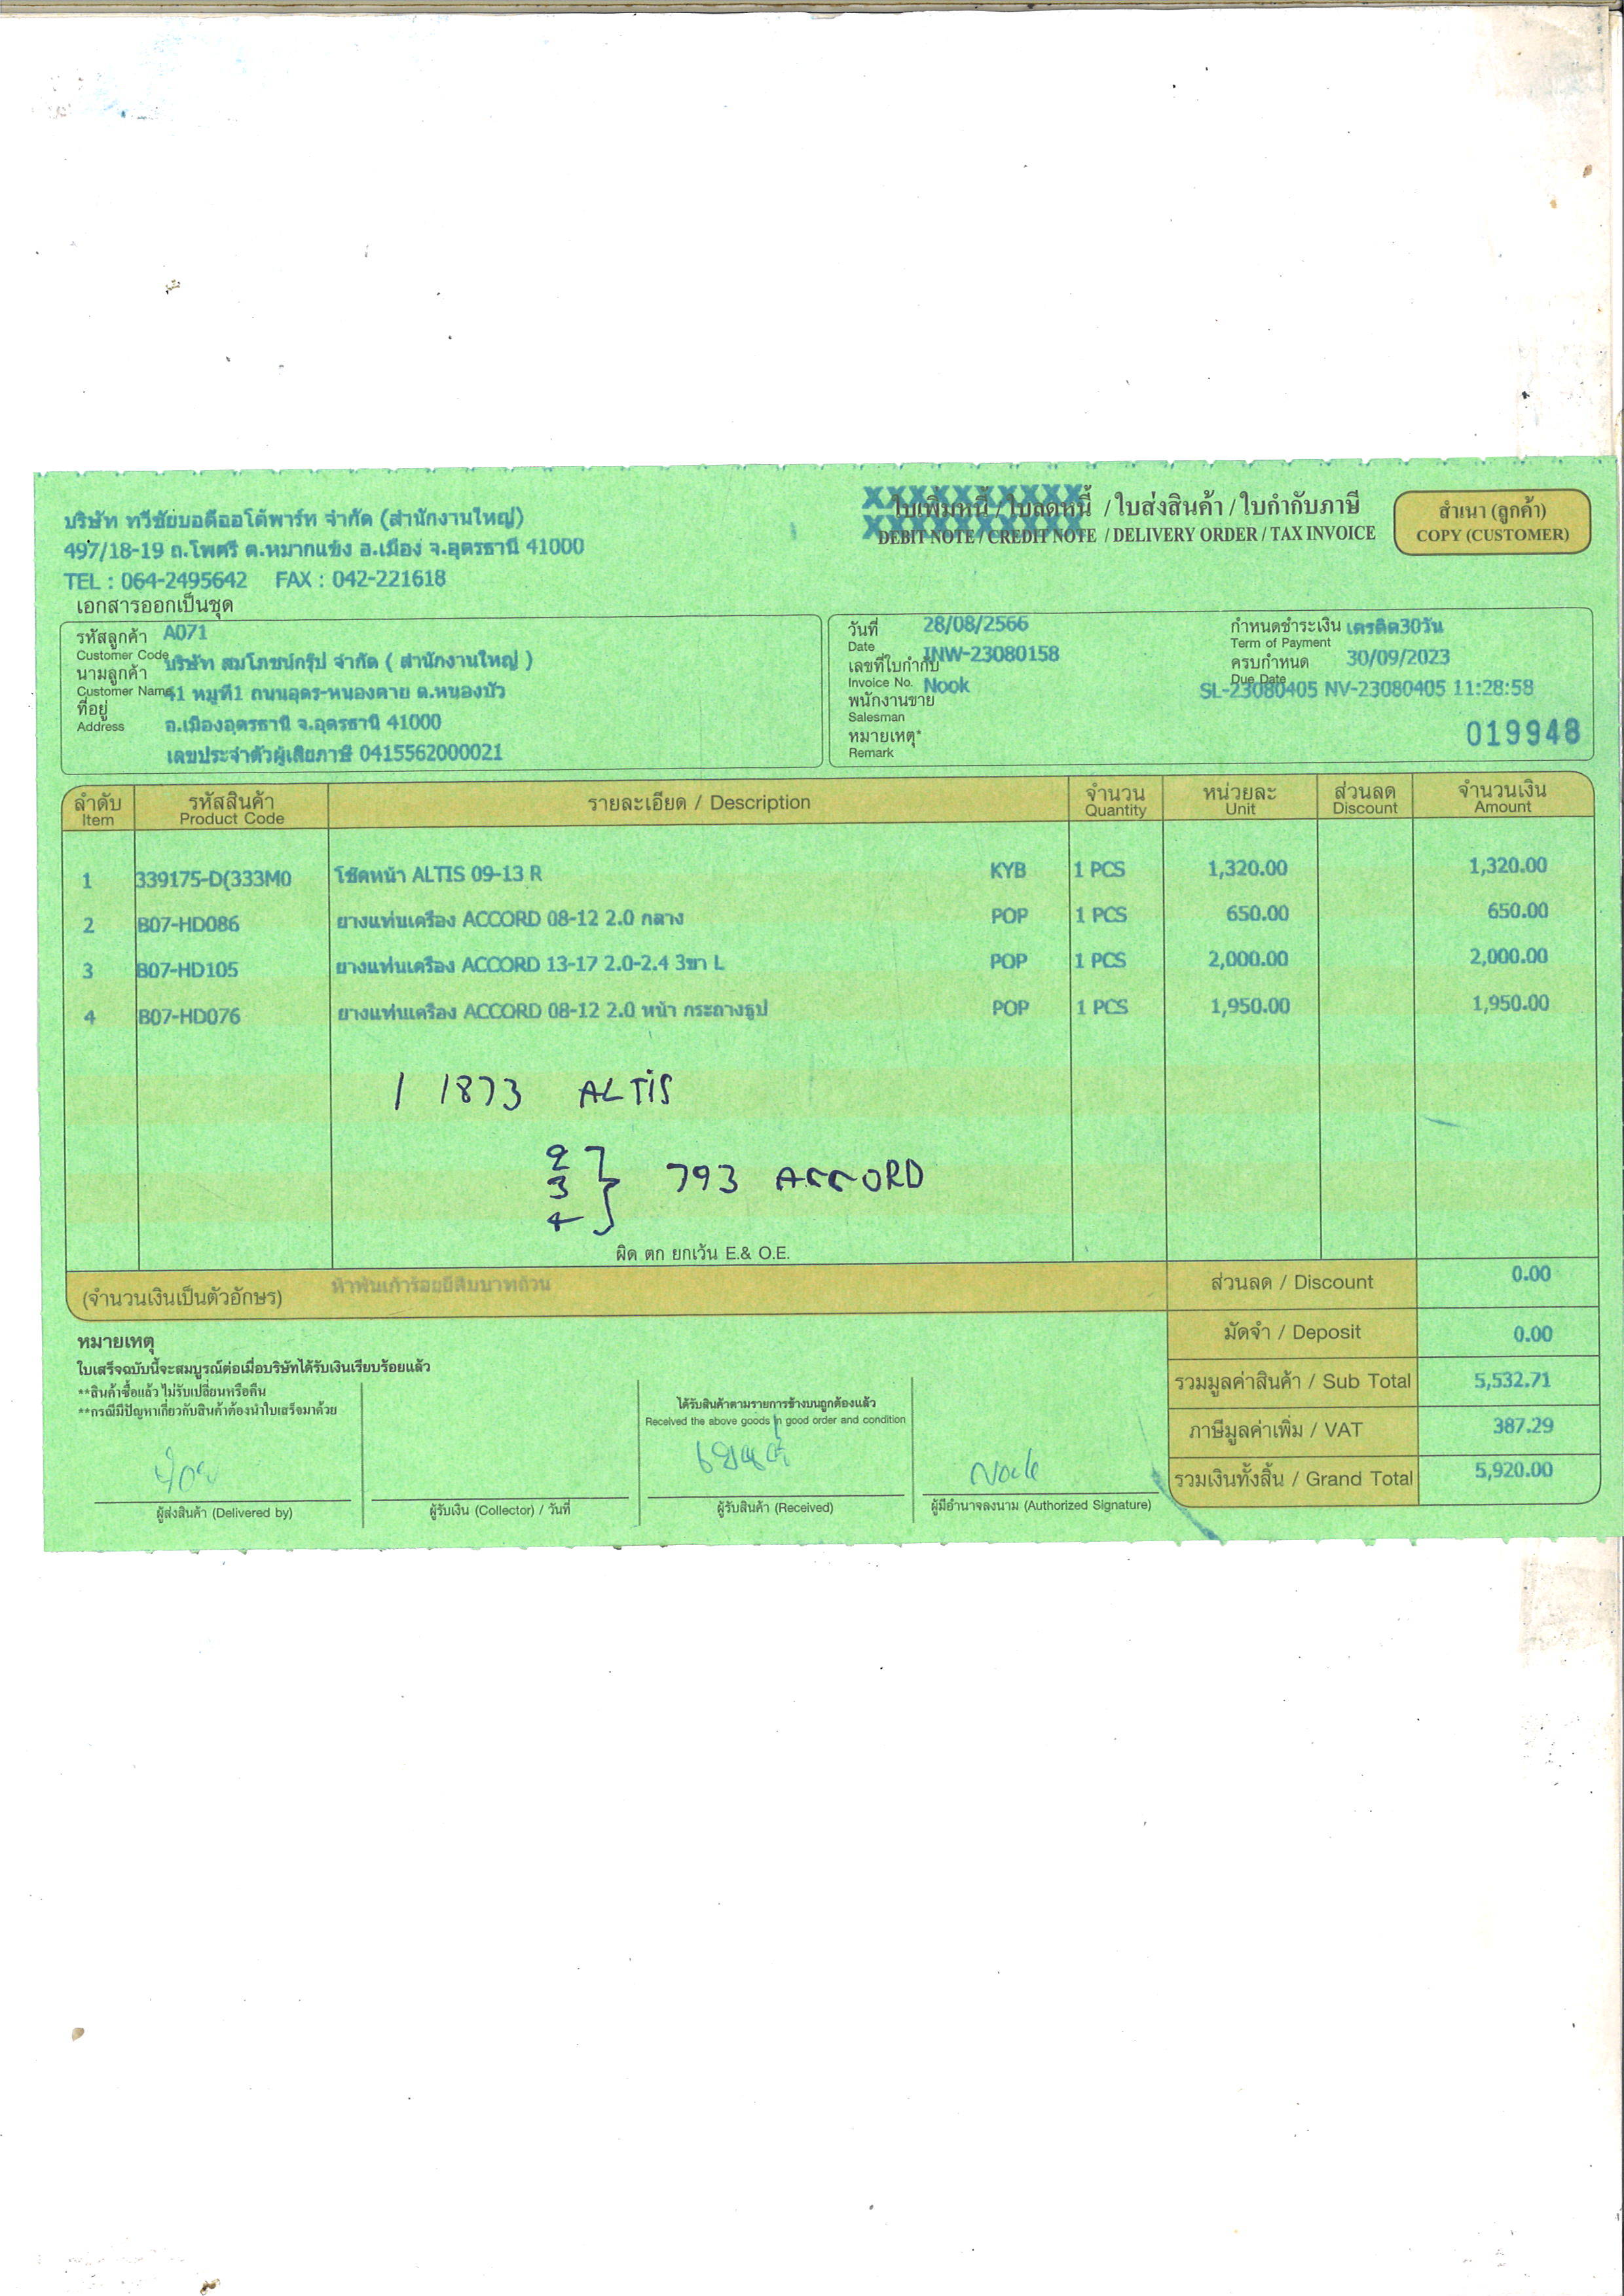 บริษัท ทวีชัยบอดีออโต้พาร์ท จำกัด (สำนักงานใหญ่)
497/18-19 ถ.โพศรี ต.หมากแข้ง อ.เมือง จ.อุดรธานี 41000
TEL : 064-2495642 FAX : 042-221618
เอกสารออกเป็นชุด
ใบเพิ่มหนี้ / ใบลดหนี้ / ใบส่งสินค้า / ใบกำกับภาษี
DEBIT NOTE / CREDIT NOTE / DELIVERY ORDER / TAX INVOICE
สำเนา (ลูกค้า)
COPY (CUSTOMER)
รหัสลูกค้า A071
Customer Code
นามลูกค้า บริษัท สมโภชน์กรุ๊ป จำกัด ( สำนักงานใหญ่ )
Customer Name 41 หมู่ที่1 ถนนอุดร-หนองคาย ต.หนองบัว
ที่อยู่
Address อ.เมืองอุดรธานี จ.อุดรธานี 41000
เลขประจำตัวผู้เสียภาษี 0415562000021
วันที่ 28/08/2566
Date
เลขที่ใบกำกับ INW-23080158
Invoice No. Nook
พนักงานขาย
Salesman
หมายเหตุ*
Remark
กำหนดชำระเงิน เครดิต30วัน
Term of Payment
ครบกำหนด 30/09/2023
Due Date
SL-23080405 NV-23080405 11:28:58
019948
ลำดับ รหัสสินค้า รายละเอียด / Description จำนวน หน่วยละ ส่วนลด จำนวนเงิน
Item Product Code Quantity Unit Discount Amount
1 339175-D(333M0 โช๊คหน้า ALTIS 09-13 R KYB 1 PCS 1,320.00 1,320.00
2 B07-HD086 ยางแท่นเครื่อง ACCORD 08-12 2.0 กลาง POP 1 PCS 650.00 650.00
3 B07-HD105 ยางแท่นเครื่อง ACCORD 13-17 2.0-2.4 3ขา L POP 1 PCS 2,000.00 2,000.00
4 B07-HD076 ยางแท่นเครื่อง ACCORD 08-12 2.0 หน้า กระถางธูป POP 1 PCS 1,950.00 1,950.00
1 1873 ALTIS
2
3 } 793 ACCORD
4
ผิด ตก ยกเว้น E.& O.E.
(จำนวนเงินเป็นตัวอักษร) ห้าพันเก้าร้อยยี่สิบบาทถ้วน
ส่วนลด / Discount 0.00
มัดจำ / Deposit 0.00
รวมมูลค่าสินค้า / Sub Total 5,532.71
ภาษีมูลค่าเพิ่ม / VAT 387.29
รวมเงินทั้งสิ้น / Grand Total 5,920.00
หมายเหตุ
ใบเสร็จฉบับนี้จะสมบูรณ์ต่อเมื่อบริษัทได้รับเงินเรียบร้อยแล้ว
**สินค้าซื้อแล้ว ไม่รับเปลี่ยนหรือคืน
**กรณีมีปัญหาเกี่ยวกับสินค้าต้องนำใบเสร็จมาด้วย
ได้รับสินค้าตามรายการข้างบนถูกต้องแล้ว
Received the above goods in good order and condition
Nook
ผู้ส่งสินค้า (Delivered by)
ผู้รับเงิน (Collector) / วันที่
ผู้รับสินค้า (Received)
ผู้มีอำนาจลงนาม (Authorized Signature)